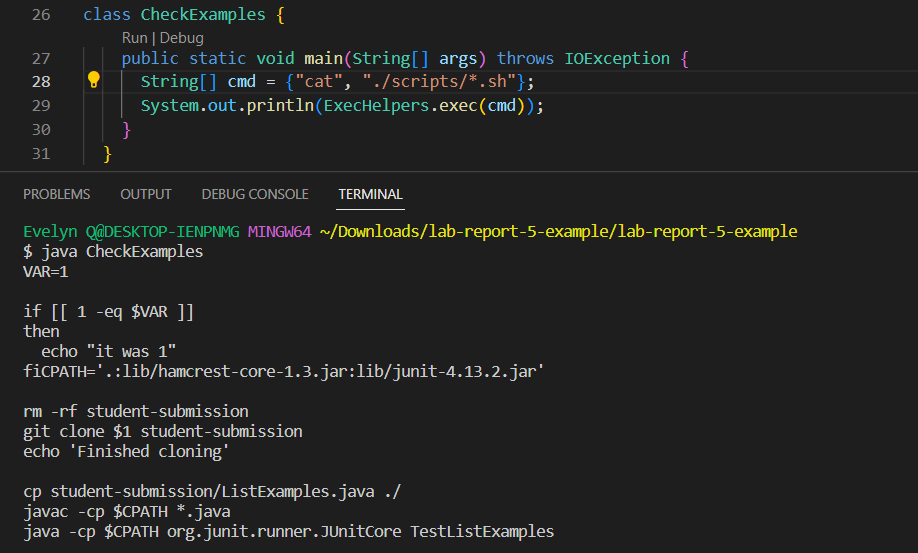 26 class CheckExamples {
Run | Debug
27 public static void main(String[] args) throws IOException {
28 String[] cmd = {"cat", "./scripts/*.sh"};
29 System.out.println(ExecHelpers.exec(cmd));
30 }
31 }
PROBLEMS OUTPUT DEBUG CONSOLE TERMINAL
Evelyn Q@DESKTOP-IENPNMG MINGW64 ~/Downloads/lab-report-5-example/lab-report-5-example
$ java CheckExamples
VAR=1
if [[ 1 -eq $VAR ]]
then
echo "it was 1"
fiCPATH='.:lib/hamcrest-core-1.3.jar:lib/junit-4.13.2.jar'
rm -rf student-submission
git clone $1 student-submission
echo 'Finished cloning'
cp student-submission/ListExamples.java ./
javac -cp $CPATH *.java
java -cp $CPATH org.junit.runner.JUnitCore TestListExamples